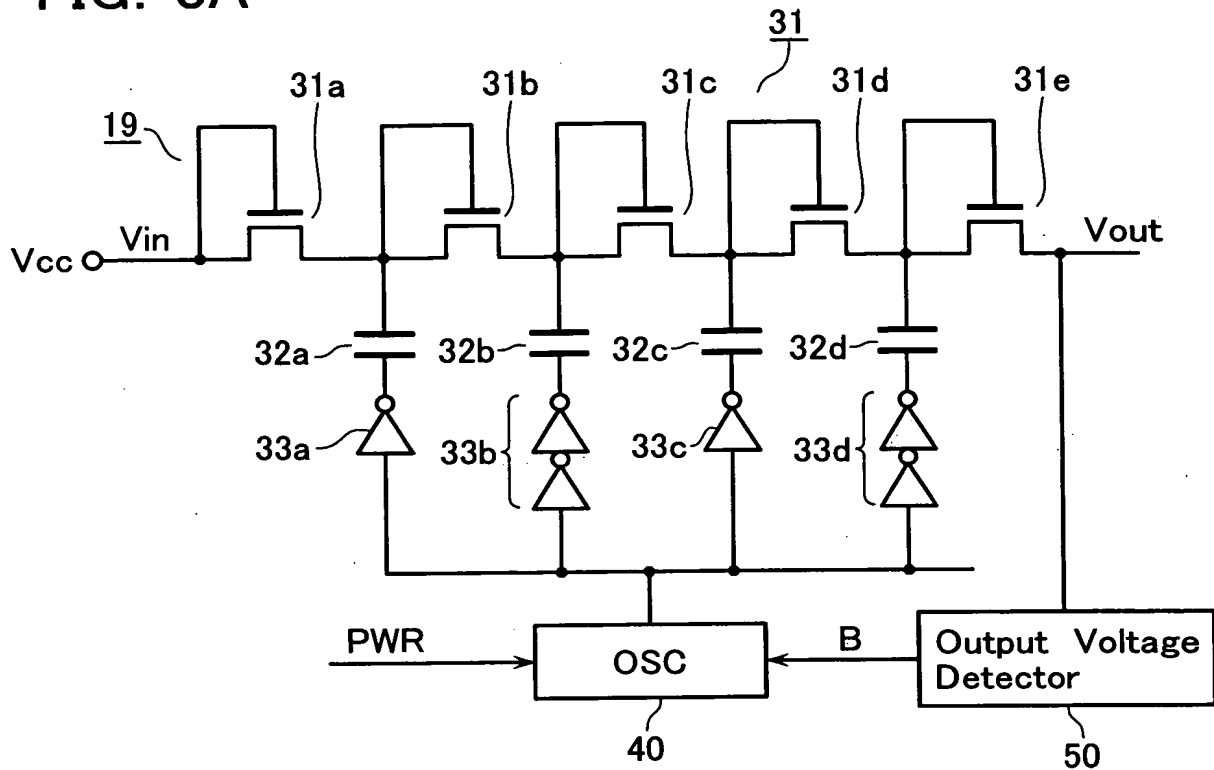 FIG. 
31
31a 31b 31c 31d 31e
19
Vcc Vin Vout
32a 32b 32c 32d
33a 33b 33c 33d
PWR OSC B Output Voltage
Detector
40 50